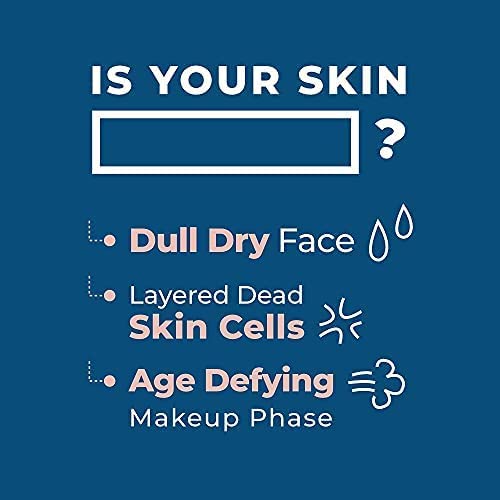 IS YOUR SKIN
?
Dull Dry Face
Layered Dead
Skin Cells
Age Defying
Makeup Phase